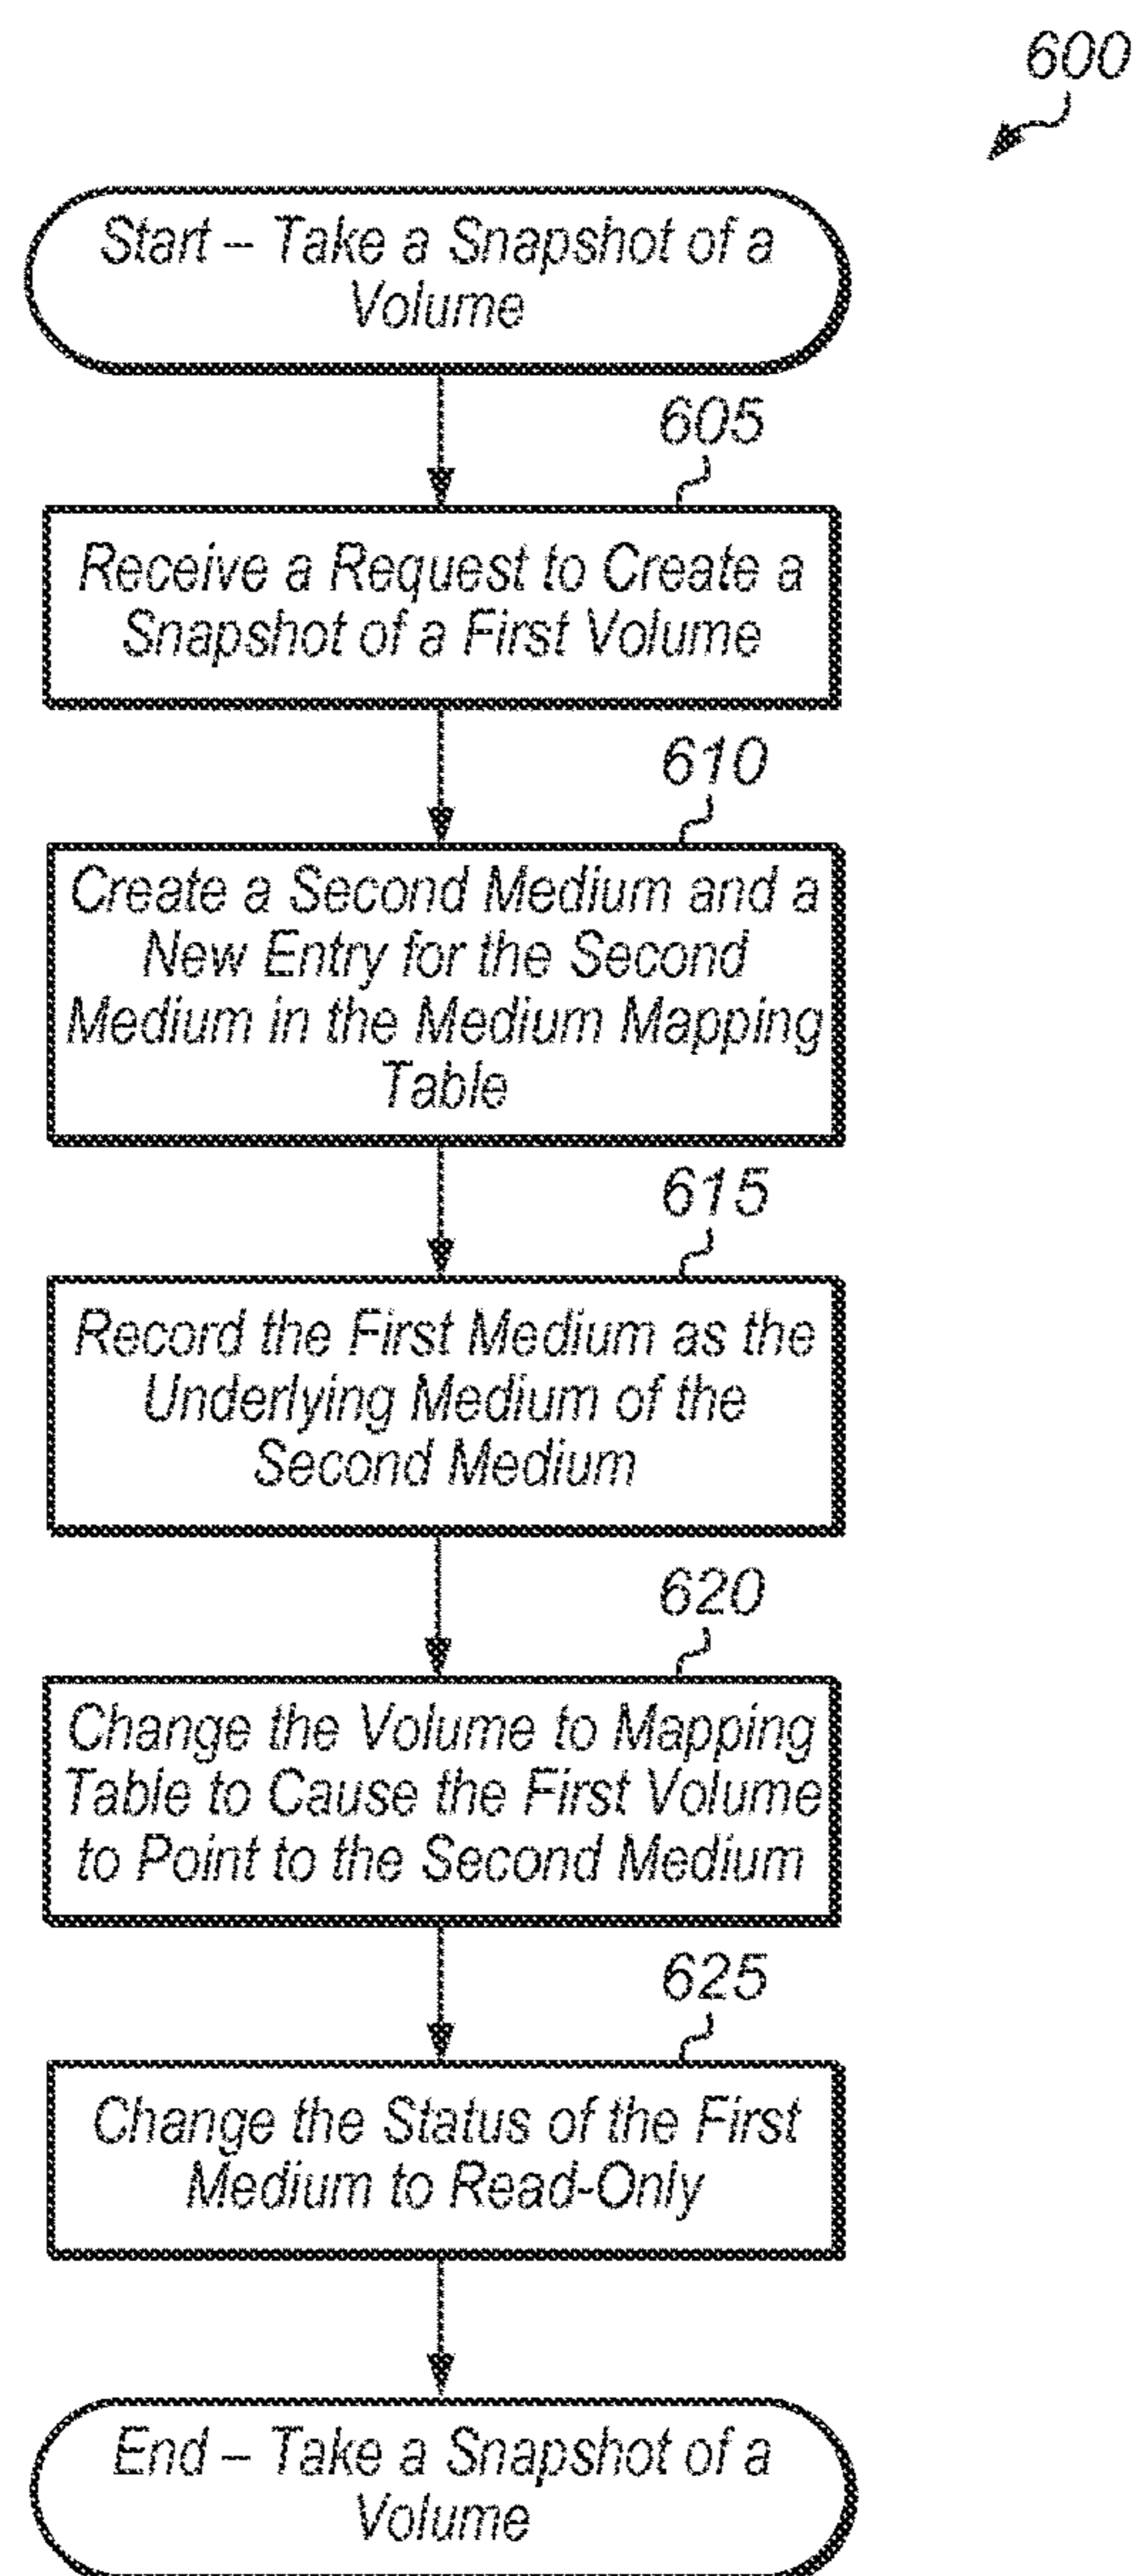 600
Start – Take a Snapshot of a
Volume
605
Receive a Request to Create a
Snapshot of a First Volume
610
Create a Second Medium and a
New Entry for the Second
Medium in the Medium Mapping
Table
615
Record the First Medium as the
Underlying Medium of the
Second Medium
620
Change the Volume to Mapping
Table to Cause the First Volume
to Point to the Second Medium
625
Change the Status of the First
Medium to Read-Only
End – Take a Snapshot of a
Volume